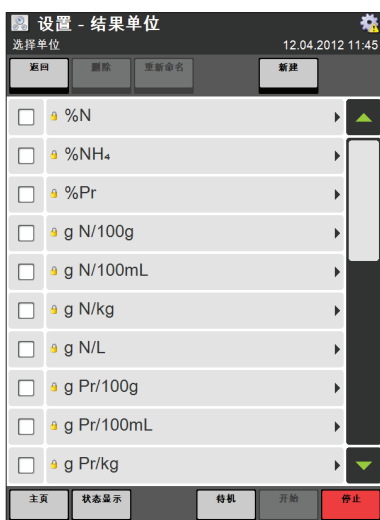 设置 - 结果单位
选择单位 12.04.2012 11:45
返回 删除 重新命名 新建
%N
%NH₄
%Pr
g N/100g
g N/100mL
g N/kg
g N/L
g Pr/100g
g Pr/100mL
g Pr/kg
主页 状态显示 待机 开始 停止